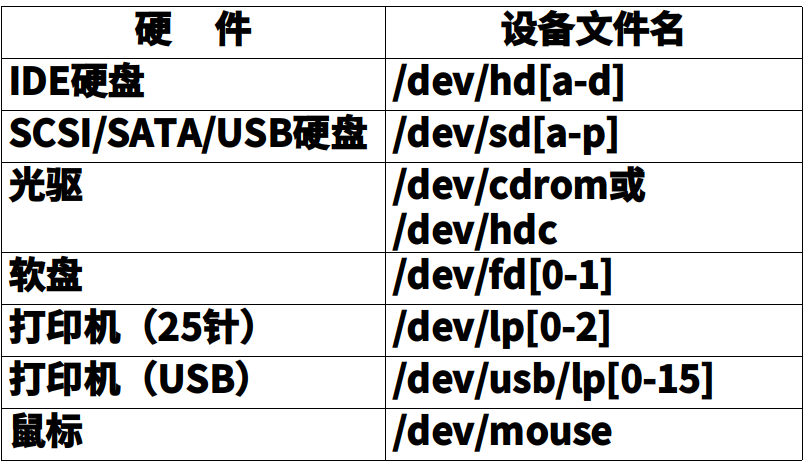 硬 件 设备文件名
IDE硬盘 /dev/hd[a-d]
SCSI/SATA/USB硬盘 /dev/sd[a-p]
光驱 /dev/cdrom或
/dev/hdc
软盘 /dev/fd[0-1]
打印机（25针） /dev/lp[0-2]
打印机（USB） /dev/usb/lp[0-15]
鼠标 /dev/mouse